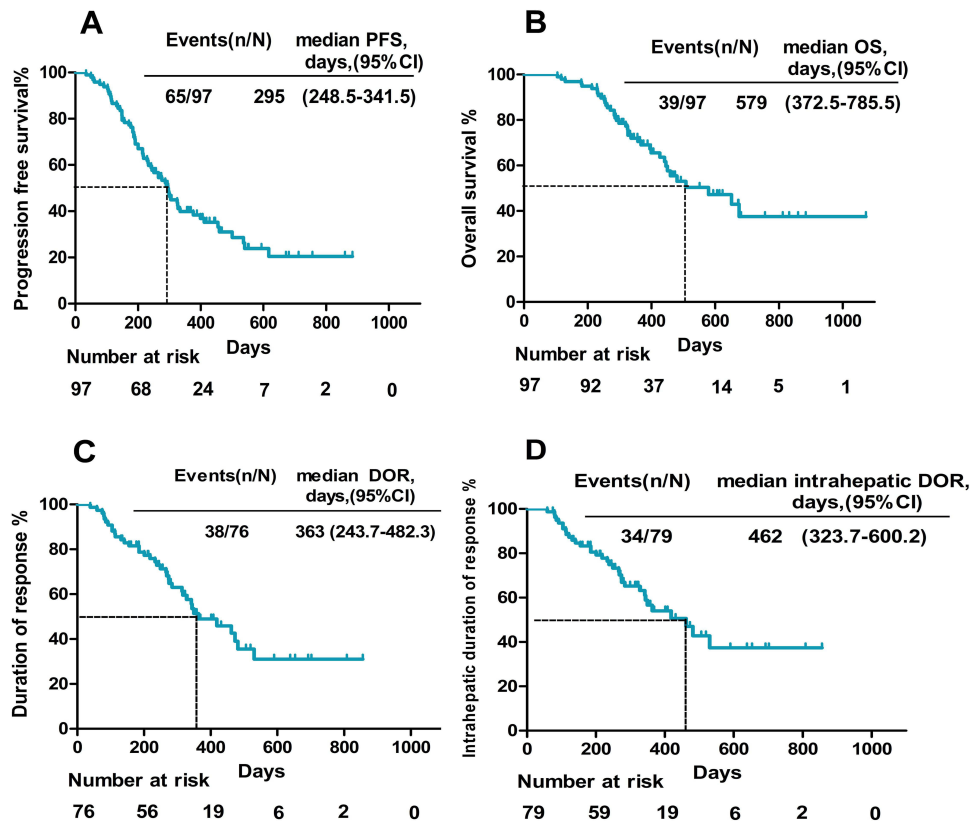 A
Events(n/N) median PFS,
days,(95%CI)
65/97 295 (248.5-341.5)
Progression free survival%
100
80
60
40
20
0
0 200 400 600 800 1000
Days
Number at risk
97 68 24 7 2 0
B
Events(n/N) median OS,
days,(95%CI)
39/97 579 (372.5-785.5)
Overall survival %
100
80
60
40
20
0
0 200 400 600 800 1000
Days
Number at risk
97 92 37 14 5 1
C
Events(n/N) median DOR,
days,(95%CI)
38/76 363 (243.7-482.3)
Duration of response %
100
80
60
40
20
0
0 200 400 600 800 1000
Days
Number at risk
76 56 19 6 2 0
D
Events(n/N) median intrahepatic DOR,
days,(95%CI)
34/79 462 (323.7-600.2)
Intrahepatic duration of response %
100
80
60
40
20
0
0 200 400 600 800 1000
Days
Number at risk
79 59 19 6 2 0